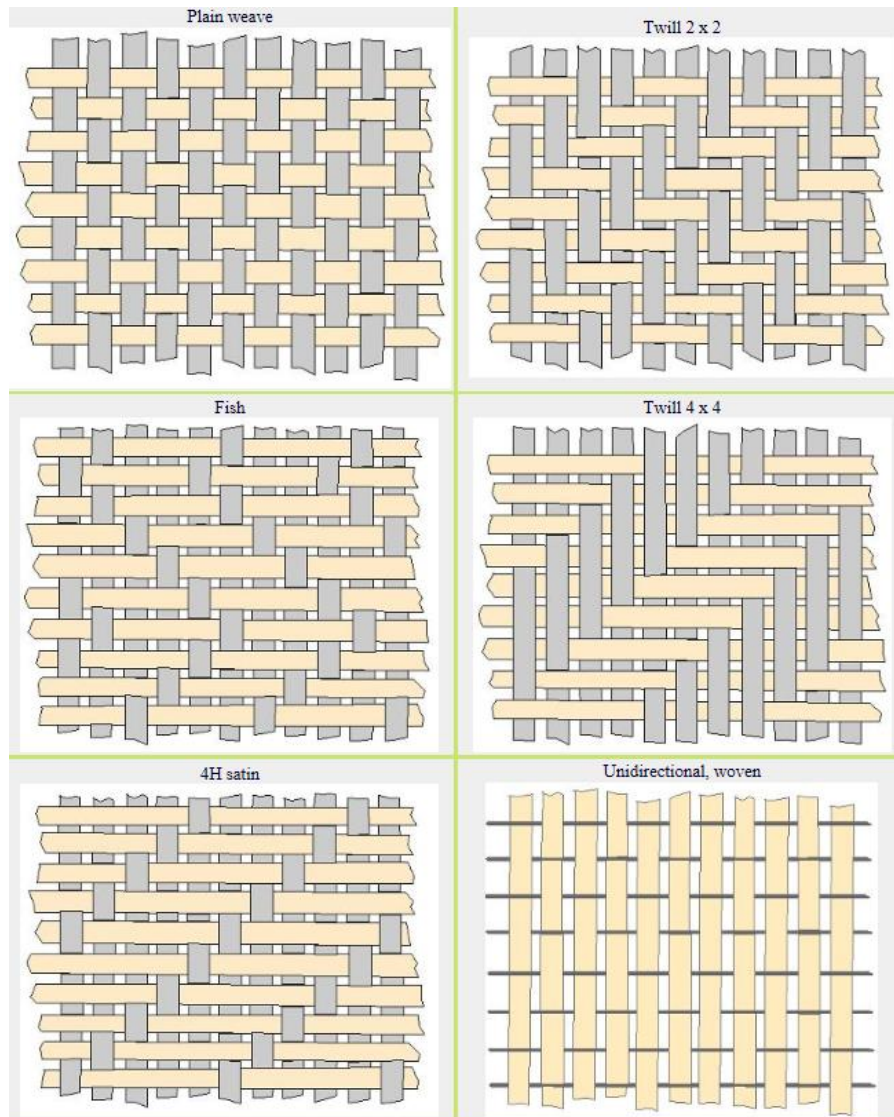 Plain weave
Twill 2 x 2
Fish
Twill 4 x 4
4H satin
Unidirectional, woven